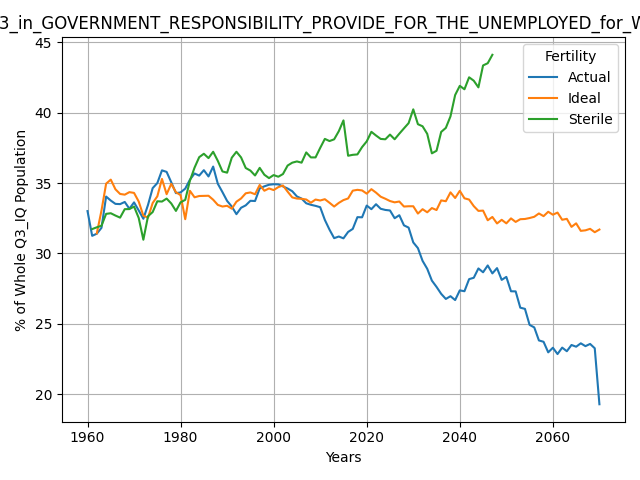 3_in_GOVERNMENT_RESPONSIBILITY_PROVIDE_FOR_THE_UNEMPLOYED_for_W
Fertility
Actual
Ideal
Sterile
% of Whole Q3_IQ Population
45
40
35
30
25
20
1960
1980
2000
2020
2040
2060
Years